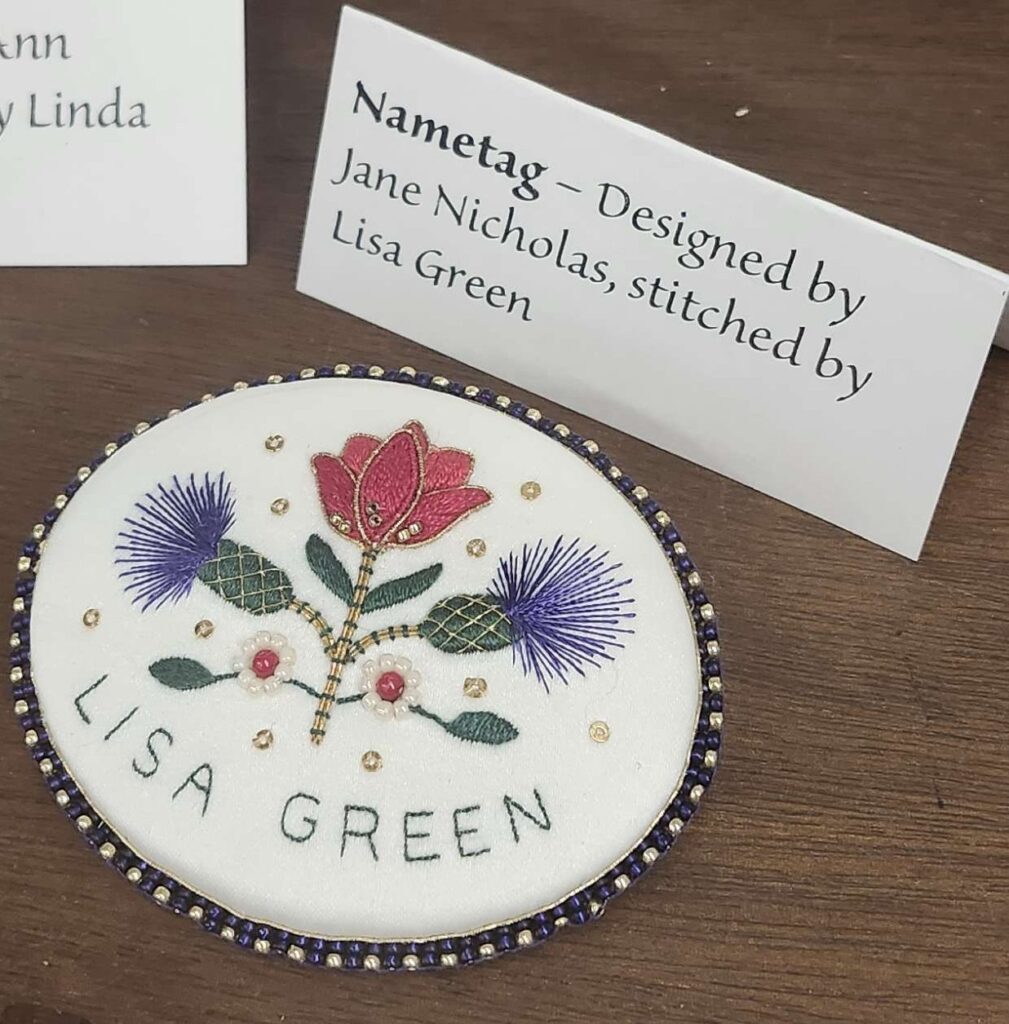 Ann
y Linda
Nametag – Designed by
Jane Nicholas, stitched by
Lisa Green
LISA GREEN